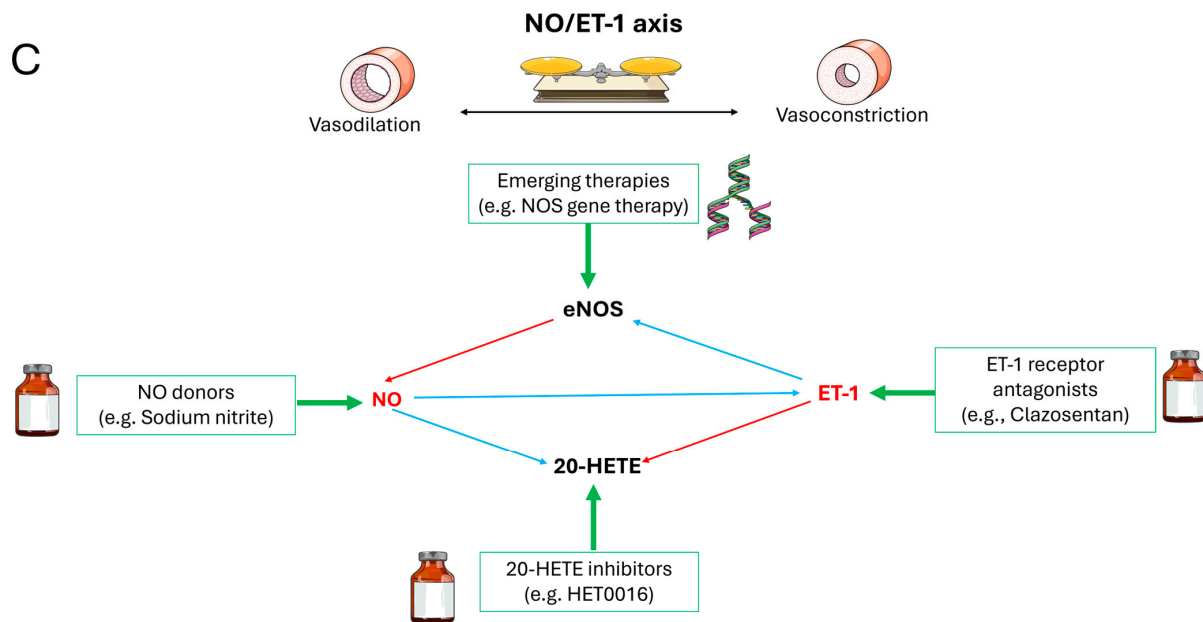 C
NO/ET-1 axis
Vasodilation
Vasoconstriction
Emerging therapies
(e.g. NOS gene therapy)
eNOS
NO donors
(e.g. Sodium nitrite)
NO
ET-1
ET-1 receptor
antagonists
(e.g., Clazosentan)
20-HETE
20-HETE inhibitors
(e.g. HET0016)